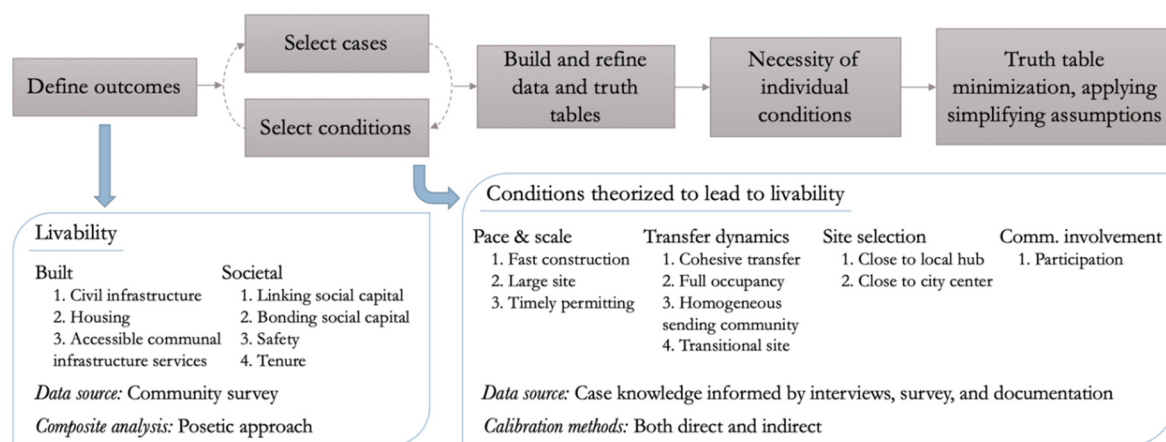 Define outcomes
Select cases
Select conditions
Build and refine
data and truth
tables
Necessity of
individual
conditions
Truth table
minimization, applying
simplifying assumptions
Livability
Built
1. Civil infrastructure
2. Housing
3. Accessible communal
infrastructure services
Societal
1. Linking social capital
2. Bonding social capital
3. Safety
4. Tenure
Data source: Community survey
Composite analysis: Posetic approach
Conditions theorized to lead to livability
Pace & scale
1. Fast construction
2. Large site
3. Timely permitting
Transfer dynamics
1. Cohesive transfer
2. Full occupancy
3. Homogeneous
sending community
4. Transitional site
Site selection
1. Close to local hub
2. Close to city center
Comm. involvement
1. Participation
Data source: Case knowledge informed by interviews, survey, and documentation
Calibration methods: Both direct and indirect